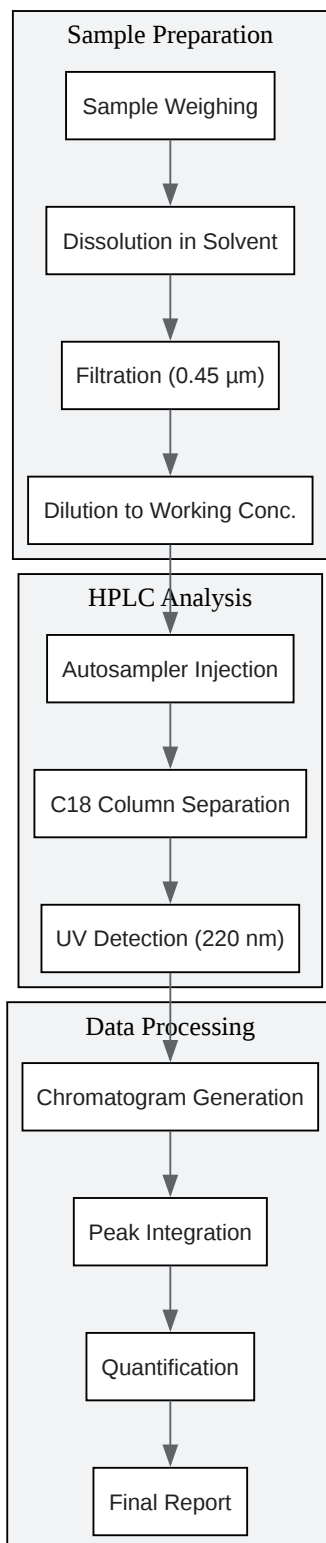 Sample Preparation
Sample Weighing
Dissolution in Solvent
Filtration (0.45 µm)
Dilution to Working Conc.
HPLC Analysis
Autosampler Injection
C18 Column Separation
UV Detection (220 nm)
Data Processing
Chromatogram Generation
Peak Integration
Quantification
Final Report